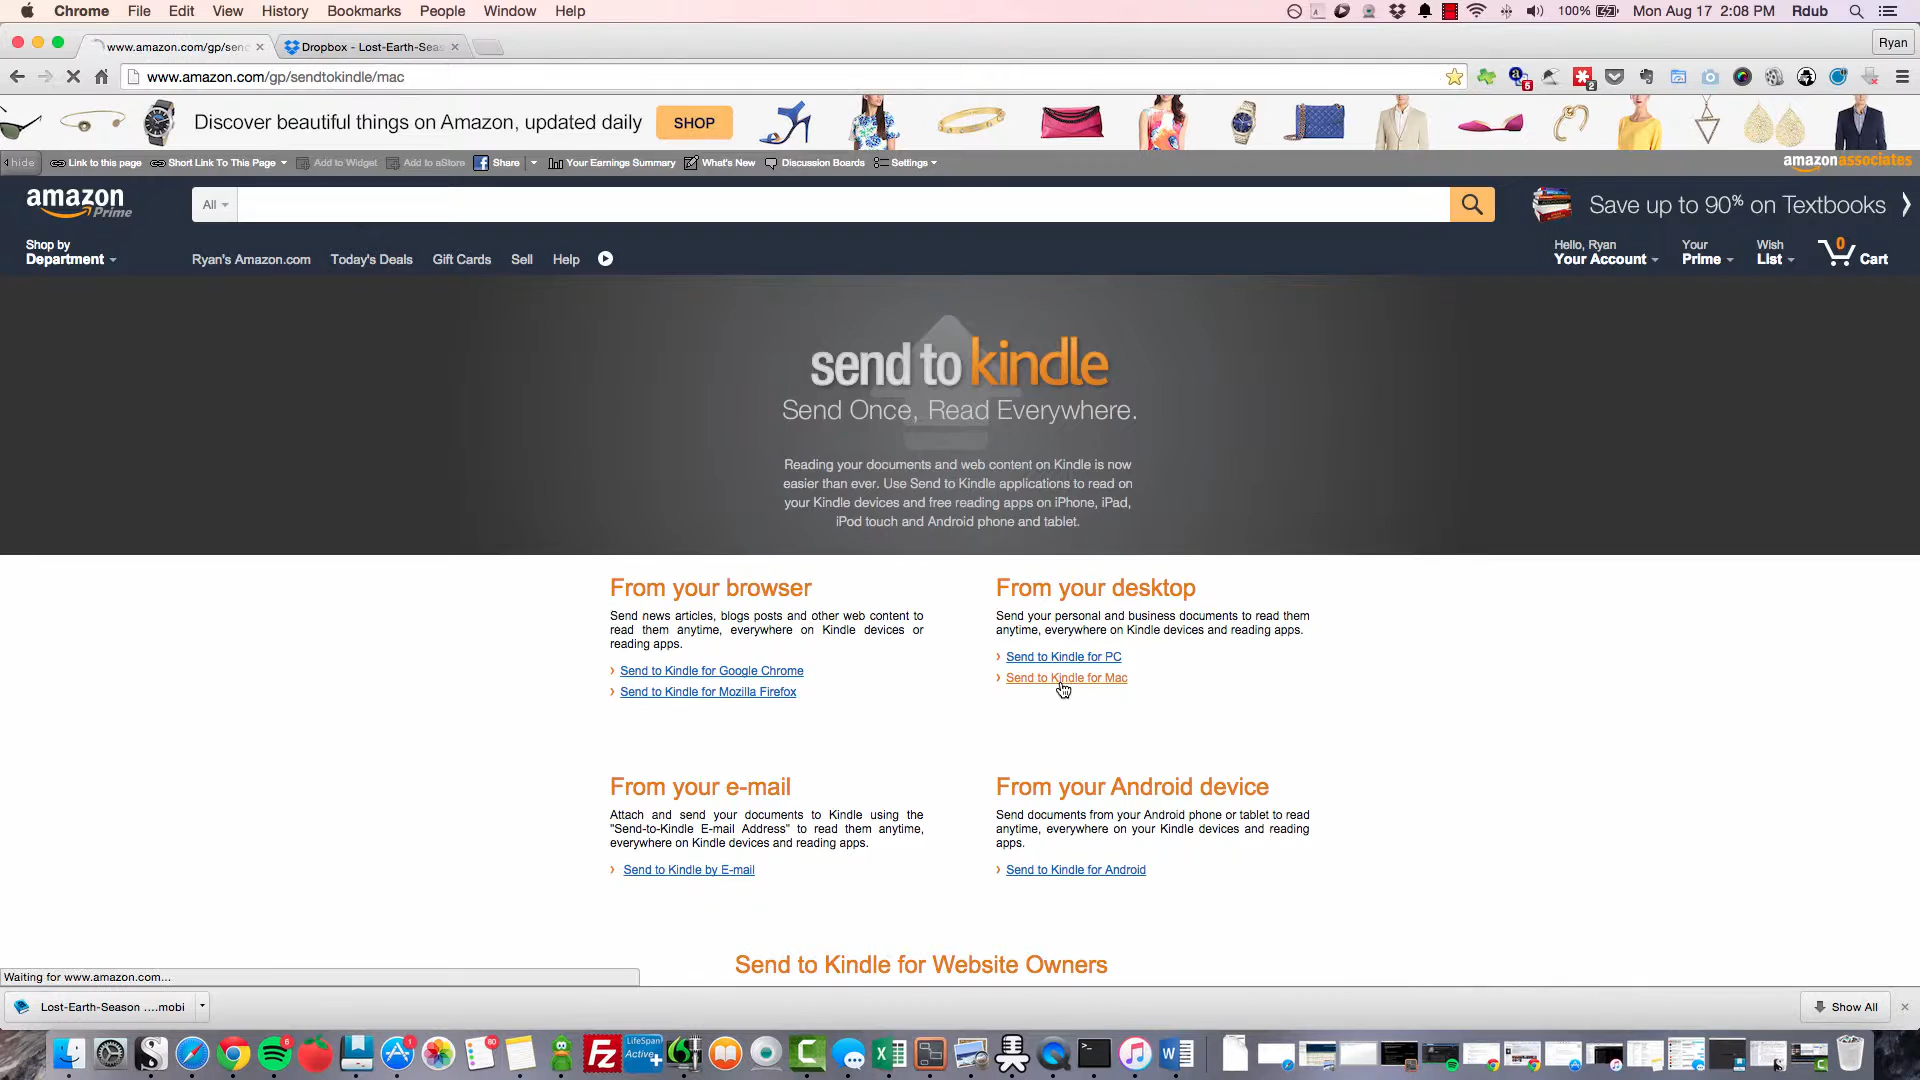 Chrome File Edit View History Bookmarks People Window Help 100% Mon Aug 17 2:08 PM Rdub
www.amazon.com/gp/send Dropbox - Lost-Earth-Seas Ryan
www.amazon.com/gp/sendtokindle/mac
Discover beautiful things on Amazon, updated daily SHOP
hide Link to this page Short Link To This Page Add to Widget Add to aStore Share Your Earnings Summary What's New Discussion Boards Settings amazonassociates
amazon Prime All Save up to 90% on Textbooks
Shop by Department Ryan's Amazon.com Today's Deals Gift Cards Sell Help Hello, Ryan Your Account Your Prime Wish List 0 Cart
send to kindle
Send Once, Read Everywhere.
Reading your documents and web content on Kindle is now
easier than ever. Use Send to Kindle applications to read on
your Kindle devices and free reading apps on iPhone, iPad,
iPod touch and Android phone and tablet.
From your browser
Send news articles, blogs posts and other web content to
read them anytime, everywhere on Kindle devices or
reading apps.
› Send to Kindle for Google Chrome
› Send to Kindle for Mozilla Firefox
From your desktop
Send your personal and business documents to read them
anytime, everywhere on Kindle devices and reading apps.
› Send to Kindle for PC
› Send to Kindle for Mac
From your e-mail
Attach and send your documents to Kindle using the
"Send-to-Kindle E-mail Address" to read them anytime,
everywhere on Kindle devices and reading apps.
› Send to Kindle by E-mail
From your Android device
Send documents from your Android phone or tablet to read
anytime, everywhere on your Kindle devices and reading
apps.
› Send to Kindle for Android
Send to Kindle for Website Owners
Waiting for www.amazon.com...
Lost-Earth-Season ....mobi Show All
6 1 80 LifeSpan Active